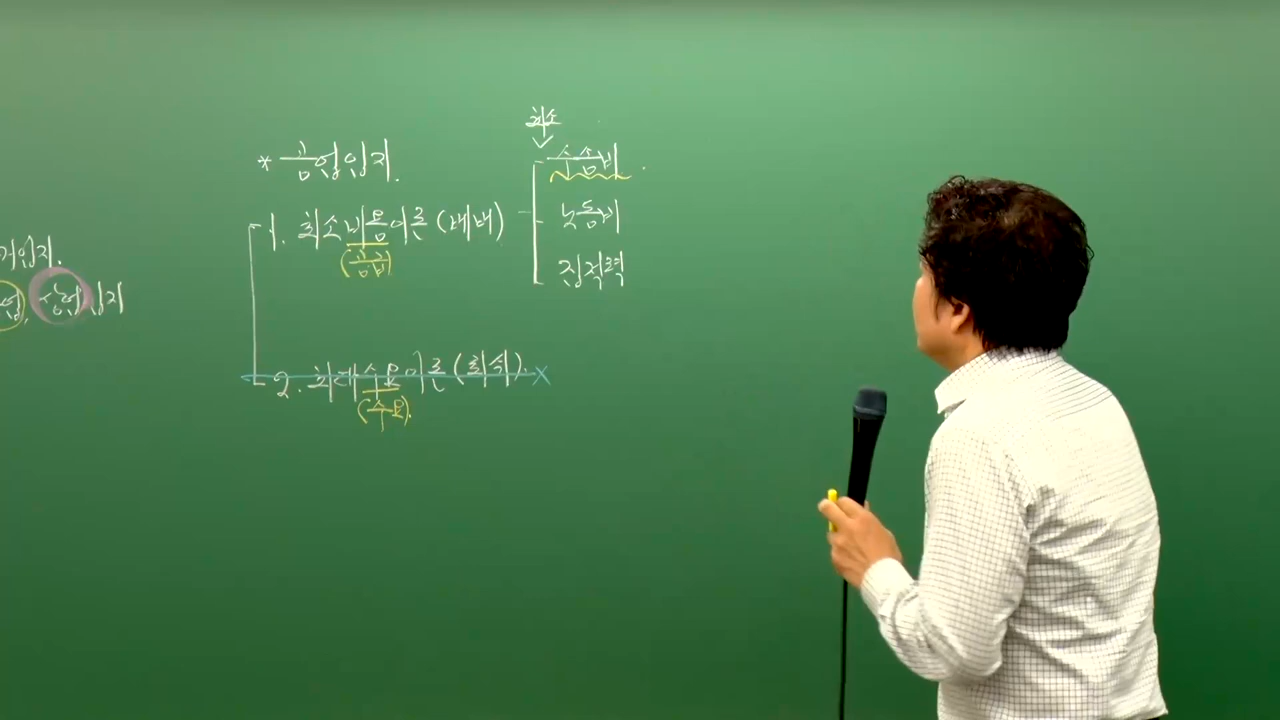 * 공업입지.
최소
1. 최소비용이론 (베버)
(공급)
수송비.
노동비
집적력
2. 최대수요이론 (뢰쉬). X
(수요).
입지.
상업입지